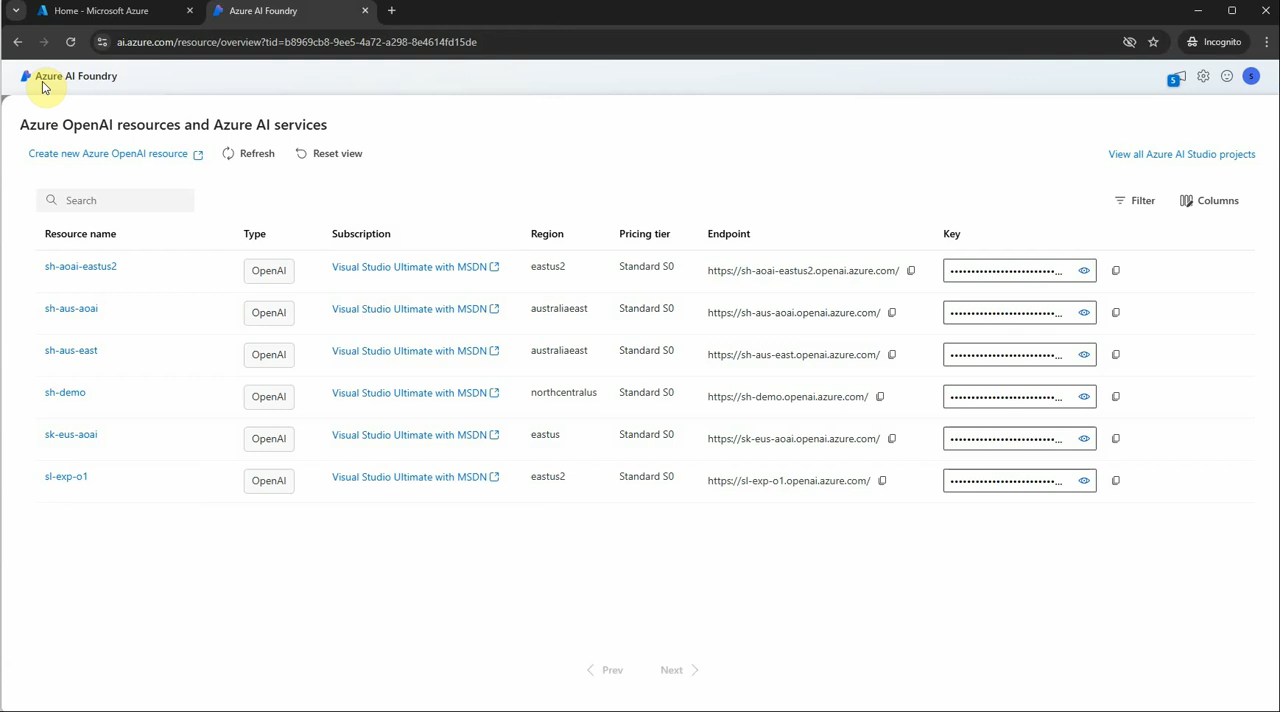 Home - Microsoft Azure
Azure AI Foundry
ai.azure.com/resource/overview?tid=b8969cb8-9ee5-4a72-a298-8e4614fd15de
Incognito
Azure AI Foundry
5
S
Azure OpenAI resources and Azure AI services
Create new Azure OpenAI resource
Refresh
Reset view
View all Azure AI Studio projects
Search
Filter
Columns
Resource name Type Subscription Region Pricing tier Endpoint Key
sh-aoai-eastus2 OpenAI Visual Studio Ultimate with MSDN eastus2 Standard S0 https://sh-aoai-eastus2.openai.azure.com/ ••••••••••••••••••••••••••...
sh-aus-aoai OpenAI Visual Studio Ultimate with MSDN australiaeast Standard S0 https://sh-aus-aoai.openai.azure.com/ ••••••••••••••••••••••••••...
sh-aus-east OpenAI Visual Studio Ultimate with MSDN australiaeast Standard S0 https://sh-aus-east.openai.azure.com/ ••••••••••••••••••••••••••...
sh-demo OpenAI Visual Studio Ultimate with MSDN northcentralus Standard S0 https://sh-demo.openai.azure.com/ ••••••••••••••••••••••••••...
sk-eus-aoai OpenAI Visual Studio Ultimate with MSDN eastus Standard S0 https://sk-eus-aoai.openai.azure.com/ ••••••••••••••••••••••••••...
sl-exp-o1 OpenAI Visual Studio Ultimate with MSDN eastus2 Standard S0 https://sl-exp-o1.openai.azure.com/ ••••••••••••••••••••••••••...
Prev
Next